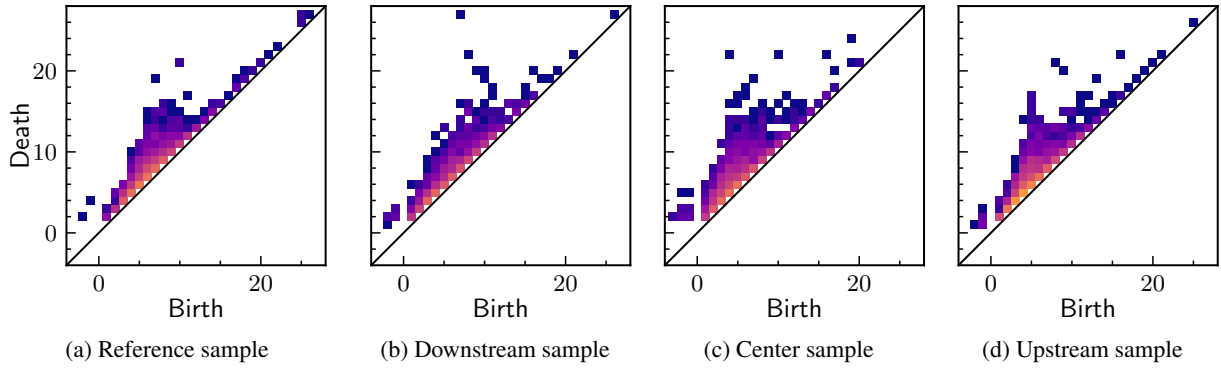 Death
20
10
0
0
20
0
20
0
20
0
20
Birth
Birth
Birth
Birth
(a) Reference sample
(b) Downstream sample
(c) Center sample
(d) Upstream sample